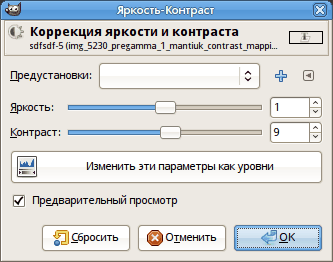 Яркость-Контраст
Коррекция яркости и контраста
sdfsdf-5 (img_5230_pregamma_1_mantiuk_contrast_mappi...
Предустановки:
Яркость: 1
Контраст: 9
Изменить эти параметры как уровни
Предварительный просмотр
Сбросить Отменить OK